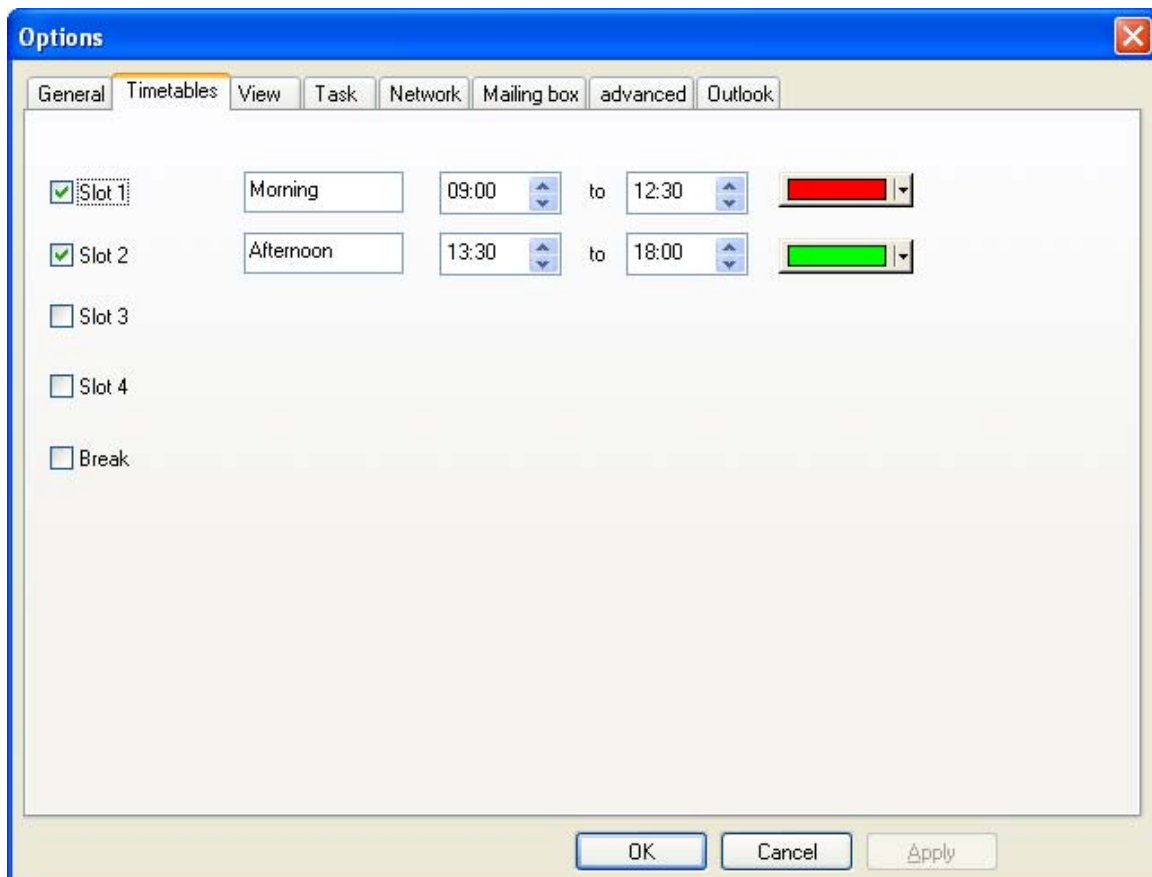 Options
General Timetables View Task Network Mailing box advanced Outlook
Slot 1 Morning 09:00 to 12:30
Slot 2 Afternoon 13:30 to 18:00
Slot 3
Slot 4
Break
OK Cancel Apply